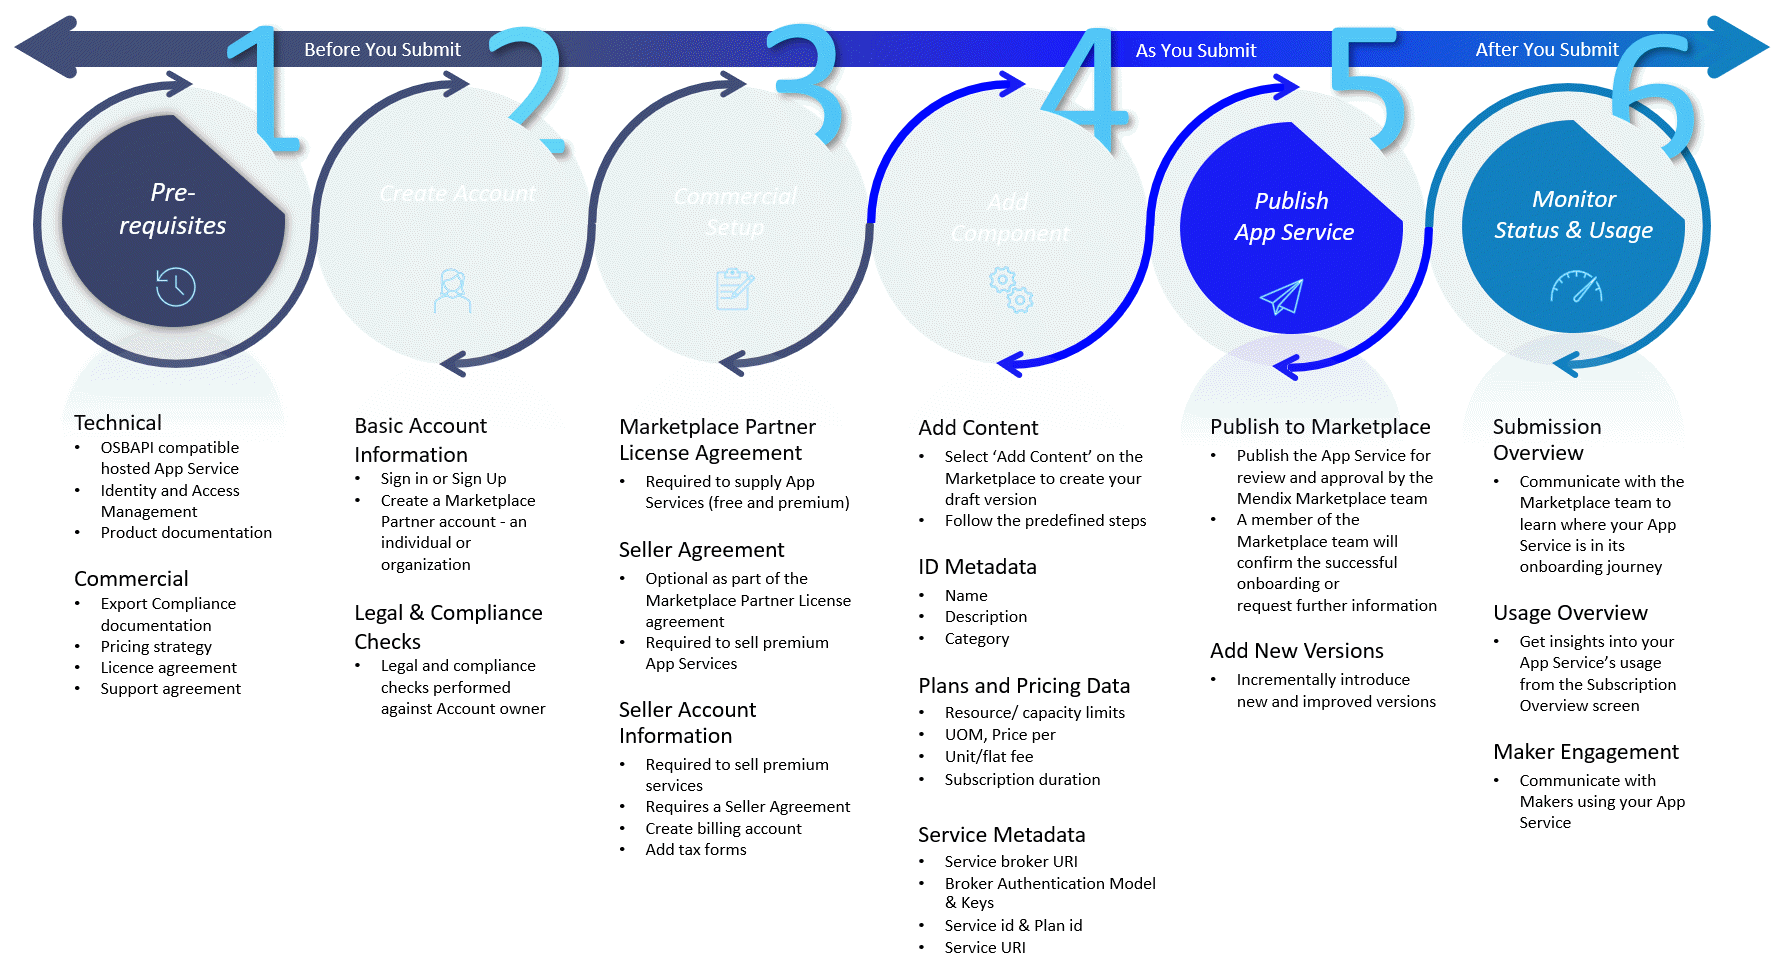 Before You Submit
As You Submit
After You Submit
1
2
3
4
5
6
Pre-
requisites
Create Account
Commercial
Setup
Add
Component
Publish
App Service
Monitor
Status & Usage
Technical
• OSBAPI compatible
hosted App Service
• Identity and Access
Management
• Product documentation
Commercial
• Export Compliance
documentation
• Pricing strategy
• Licence agreement
• Support agreement
Basic Account
Information
• Sign in or Sign Up
• Create a Marketplace
Partner account - an
individual or
organization
Legal & Compliance
Checks
• Legal and compliance
checks performed
against Account owner
Marketplace Partner
License Agreement
• Required to supply App
Services (free and premium)
Seller Agreement
• Optional as part of the
Marketplace Partner License
agreement
• Required to sell premium
App Services
Seller Account
Information
• Required to sell premium
services
• Requires a Seller Agreement
• Create billing account
• Add tax forms
Add Content
• Select ‘Add Content’ on the
Marketplace to create your
draft version
• Follow the predefined steps
ID Metadata
• Name
• Description
• Category
Plans and Pricing Data
• Resource/ capacity limits
• UOM, Price per
• Unit/flat fee
• Subscription duration
Service Metadata
• Service broker URI
• Broker Authentication Model
& Keys
• Service id & Plan id
• Service URI
Publish to Marketplace
• Publish the App Service for
review and approval by the
Mendix Marketplace team
• A member of the
Marketplace team will
confirm the successful
onboarding or
request further information
Add New Versions
• Incrementally introduce
new and improved versions
Submission
Overview
• Communicate with the
Marketplace team to
learn where your App
Service is in its
onboarding journey
Usage Overview
• Get insights into your
App Service’s usage
from the Subscription
Overview screen
Maker Engagement
• Communicate with
Makers using your App
Service